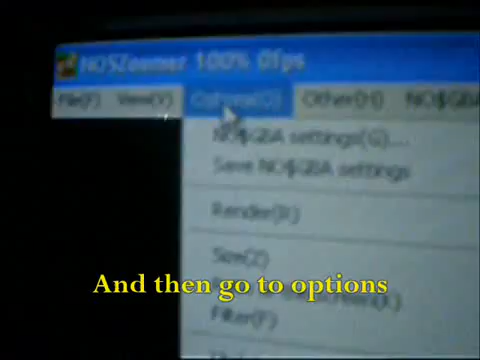 NO$Zoomer 100% 0fps
File(F) View(V) Options(O) Other(H) NO$GBA
NO$GBA settings(G)...
Save NO$GBA settings
Render(R)
Size(Z)
And then go to options
Filter(F)